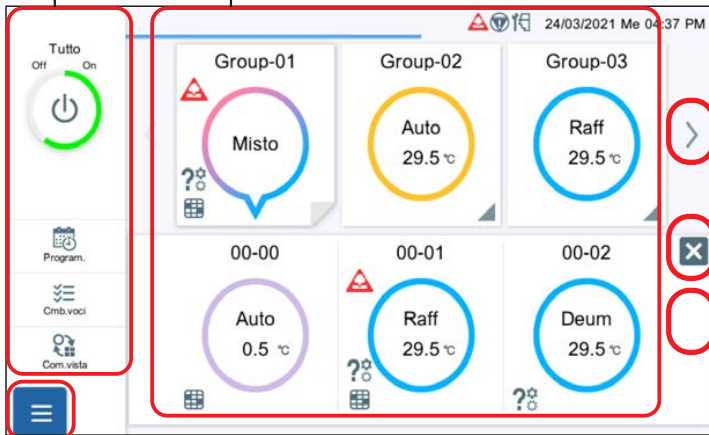 24/03/2021 Me 04:37 PM
Tutto
Off On
Group-01
Group-02
Group-03
Misto
Auto
29.5 °c
Raff
29.5 °c
Program.
Cmb.voci
Com.vista
00-00
00-01
00-02
Auto
0.5 °c
Raff
29.5 °c
Deum
29.5 °c